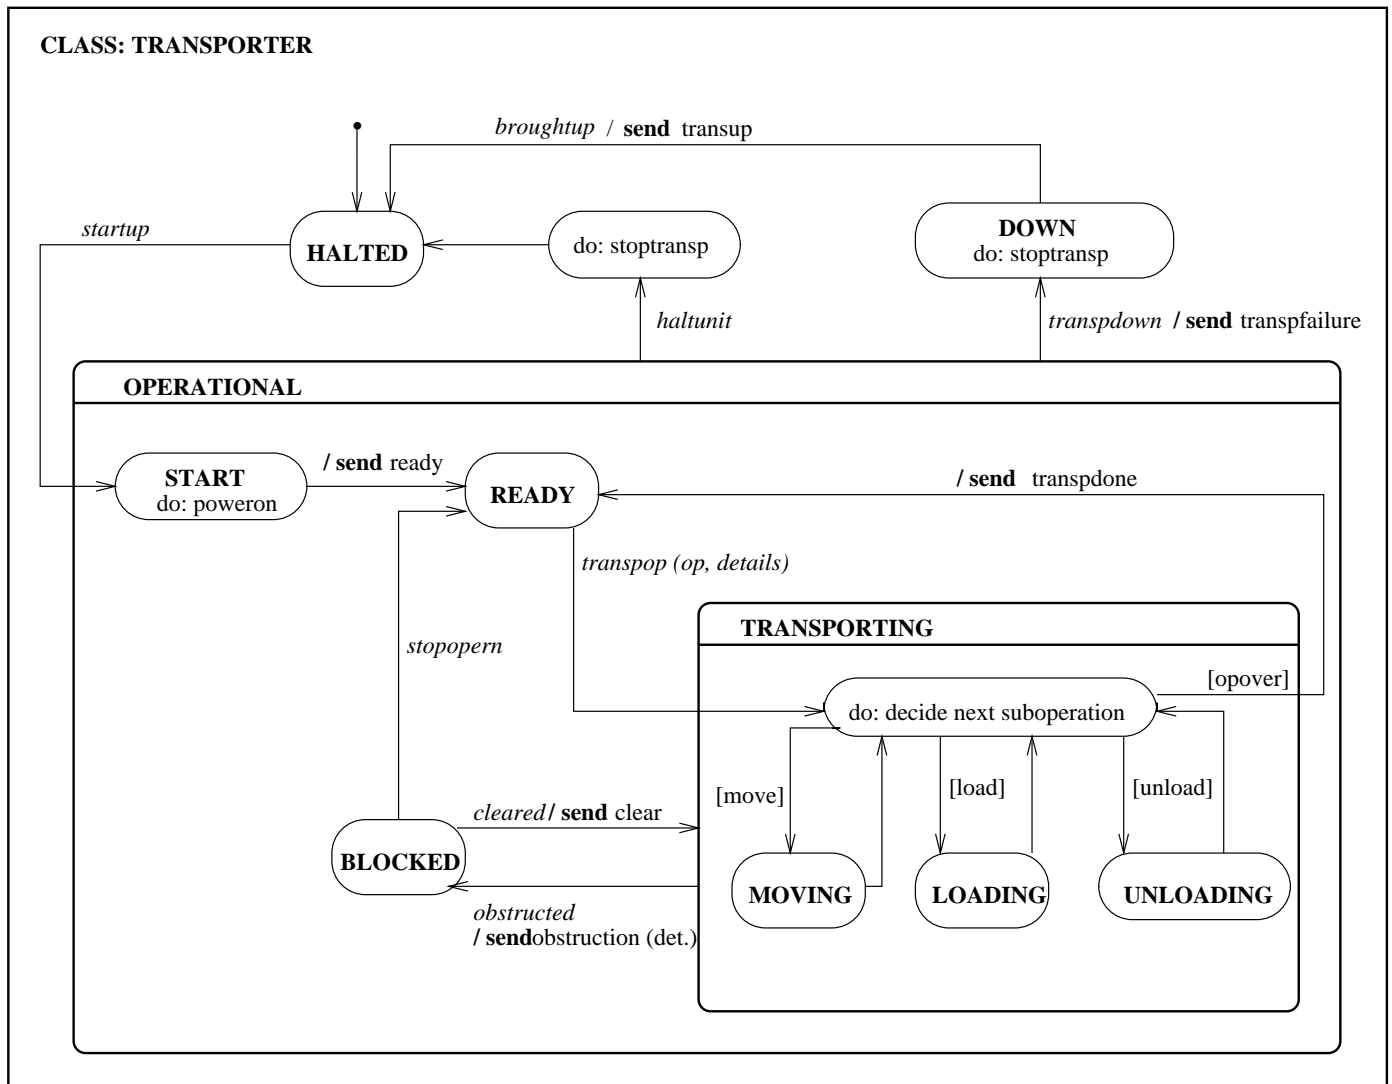 CLASS: TRANSPORTER
broughtup / send transup
startup
HALTED
do: stoptransp
DOWN
do: stoptransp
haltunit
transpdown / send transpfailure
OPERATIONAL
START
do: poweron
/ send ready
READY
/ send transpdone
transpop (op, details)
stopopern
TRANSPORTING
[opover]
do: decide next suboperation
[move]
[load]
[unload]
cleared/ send clear
BLOCKED
MOVING
LOADING
UNLOADING
obstructed
/ sendobstruction (det.)